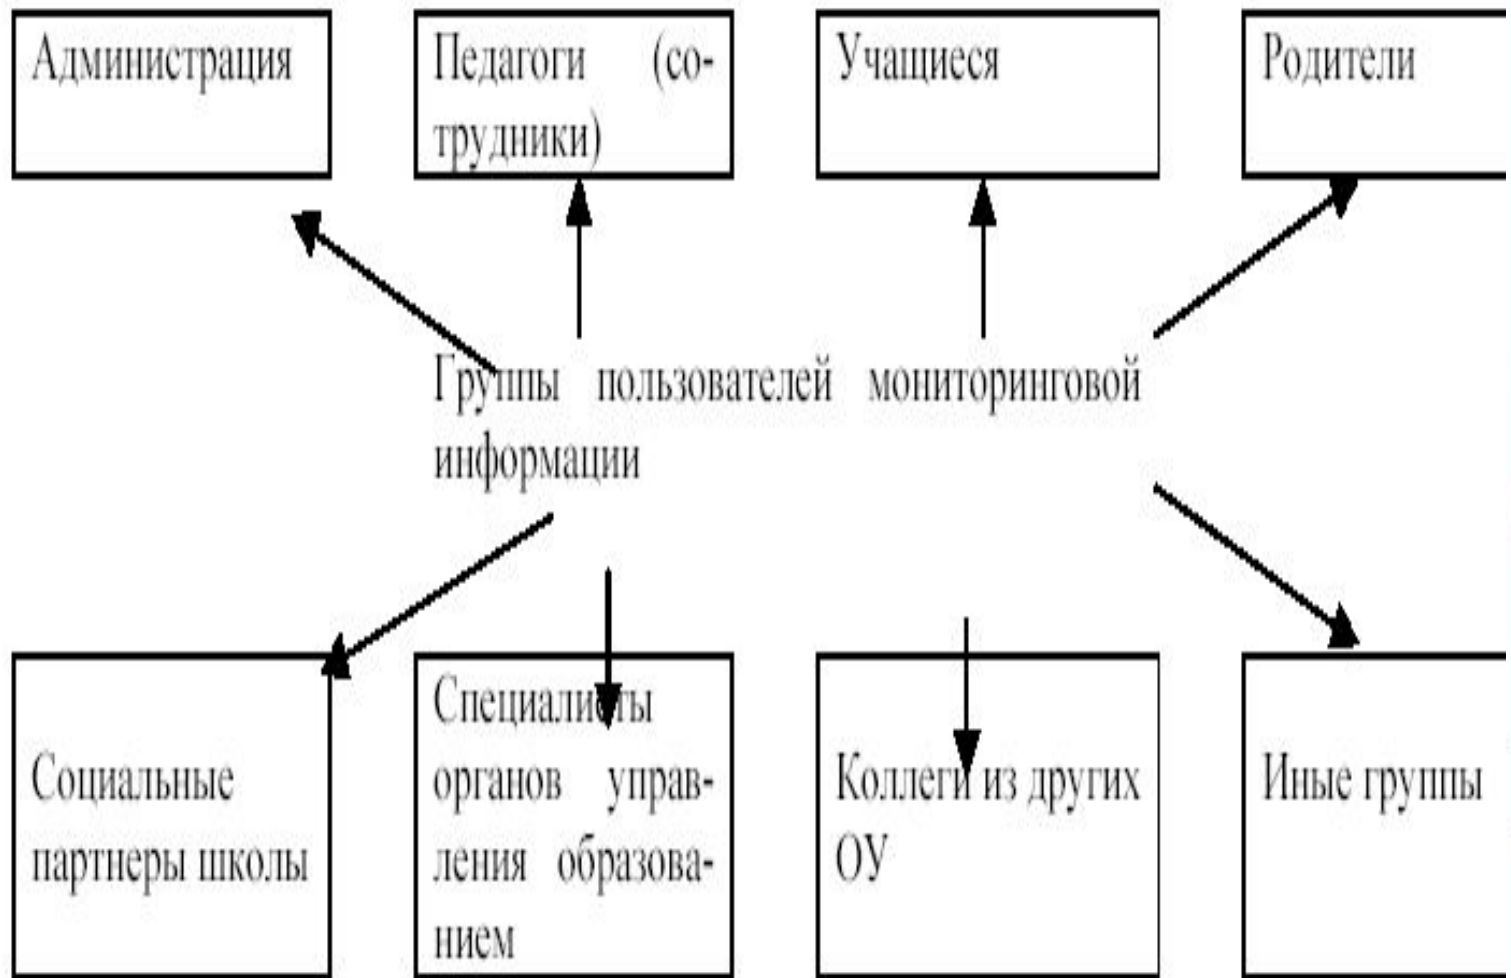 Администрация
Педагоги (со-
трудники)
Учащиеся
Родители
Группы пользователей мониторинговой
информации
Социальные
партнеры школы
Специалисты
органов управ-
ления образова-
нием
Коллеги из других
ОУ
Иные группы